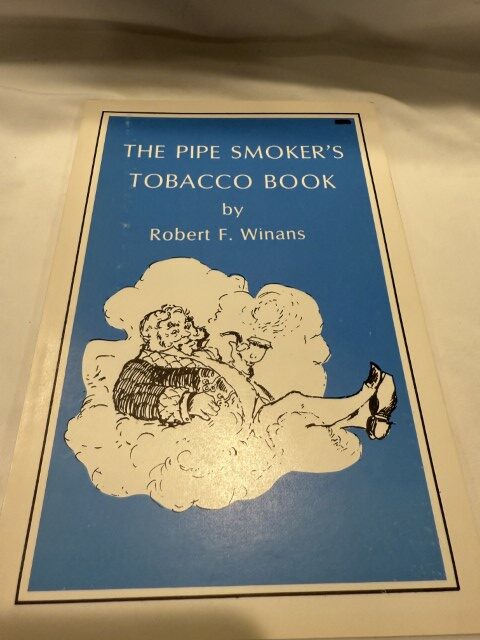 THE PIPE SMOKER'S
TOBACCO BOOK
by
Robert F. Winans